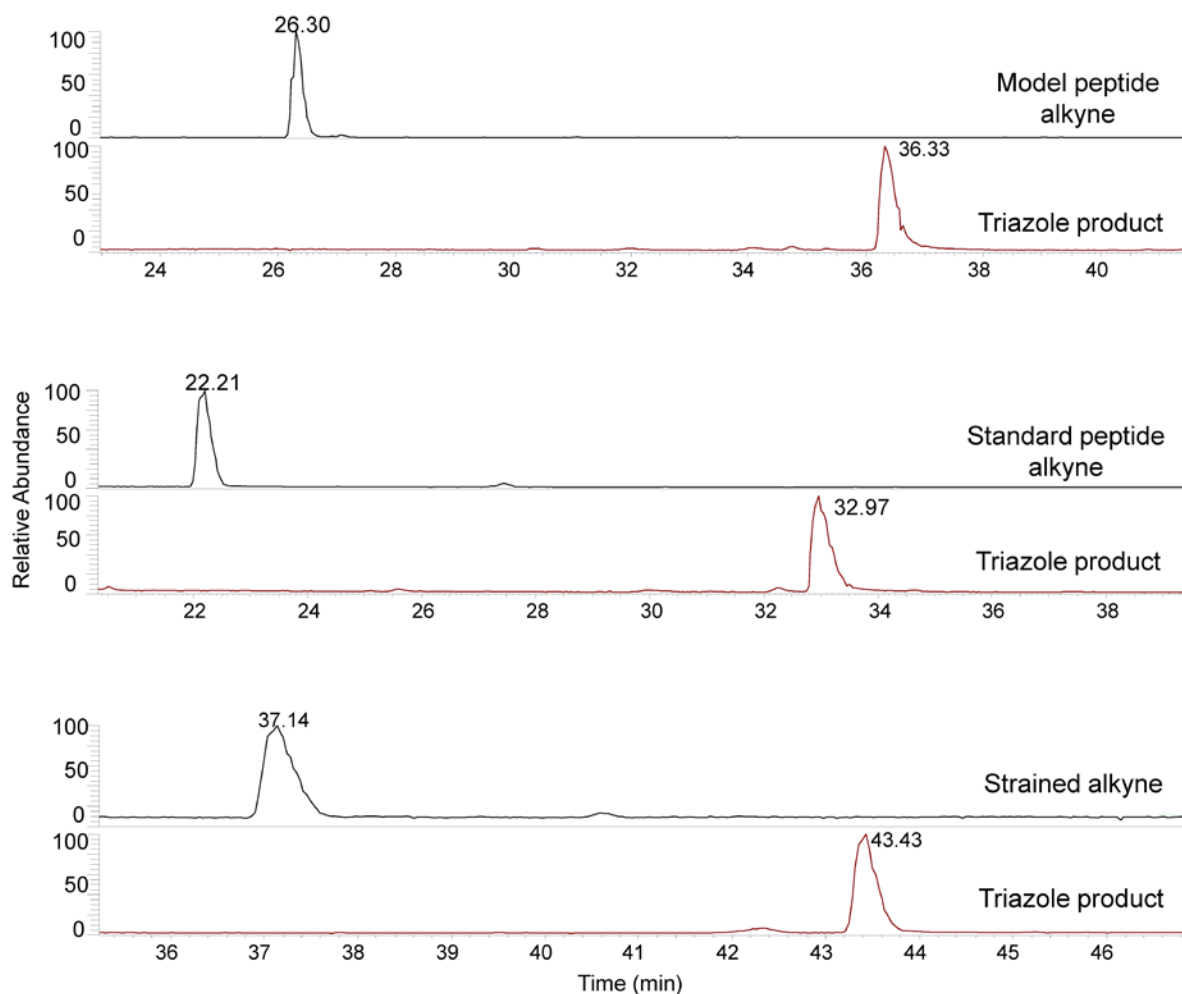 26.30
100
50
0
Model peptide
alkyne
100
50
0
36.33
Triazole product
24 26 28 30 32 34 36 38 40
Relative Abundance
22.21
100
50
0
Standard peptide
alkyne
100
50
0
32.97
Triazole product
22 24 26 28 30 32 34 36 38
37.14
100
50
0
Strained alkyne
100
50
0
43.43
Triazole product
36 37 38 39 40 41 42 43 44 45 46
Time (min)